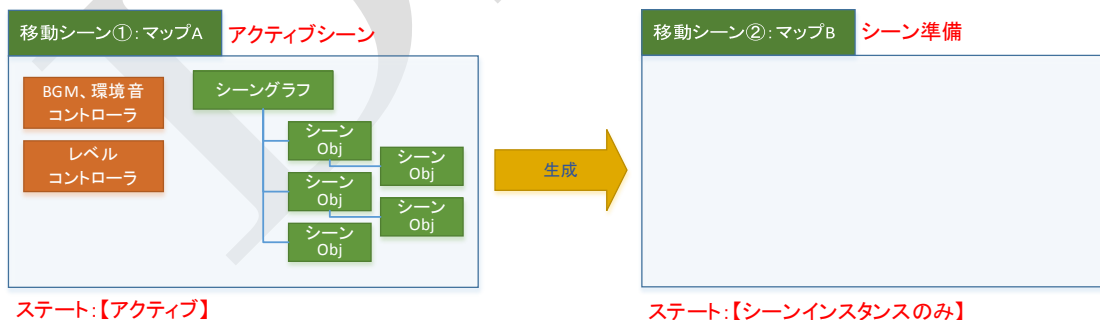 移動シーン①:マップA
アクティブシーン
BGM、環境音
コントローラ
レベル
コントローラ
シーングラフ
シーン
Obj
シーン
Obj
シーン
Obj
シーン
Obj
シーン
Obj
ステート:【アクティブ】
生成
移動シーン②:マップB
シーン準備
ステート:【シーンインスタンスのみ】